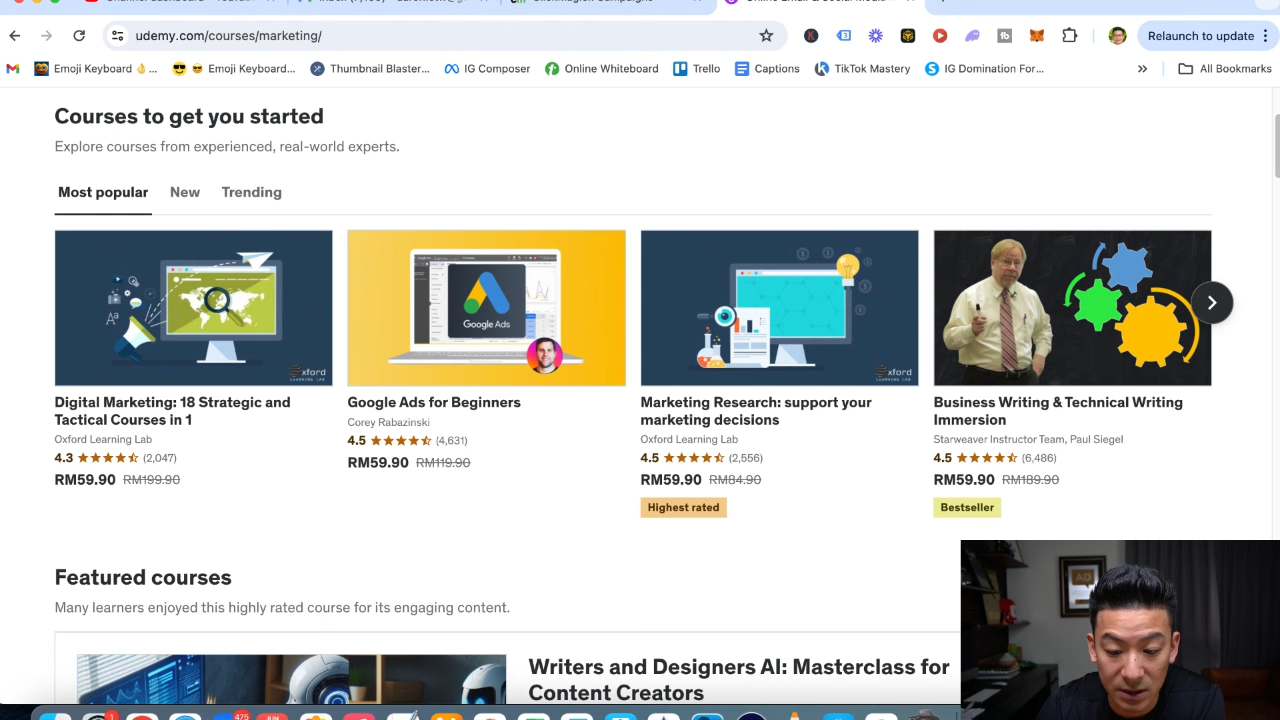 udemy.com/courses/marketing/
Relaunch to update
Emoji Keyboard 👌 ...
Emoji Keyboard...
Thumbnail Blaster...
IG Composer
Online Whiteboard
Trello
Captions
TikTok Mastery
IG Domination For...
»
All Bookmarks
Courses to get you started
Explore courses from experienced, real-world experts.
Most popular
New
Trending
Google Ads
Digital Marketing: 18 Strategic and
Tactical Courses in 1
Oxford Learning Lab
4.3
(2,047)
RM59.90 RM199.90
Google Ads for Beginners
Corey Rabazinski
4.5
(4,631)
RM59.90 RM119.90
Marketing Research: support your
marketing decisions
Oxford Learning Lab
4.5
(2,556)
RM59.90 RM84.90
Highest rated
Business Writing & Technical Writing
Immersion
Starweaver Instructor Team, Paul Siegel
4.5
(6,486)
RM59.90 RM189.90
Bestseller
Featured courses
Many learners enjoyed this highly rated course for its engaging content.
Writers and Designers AI: Masterclass for
Content Creators
AD
475